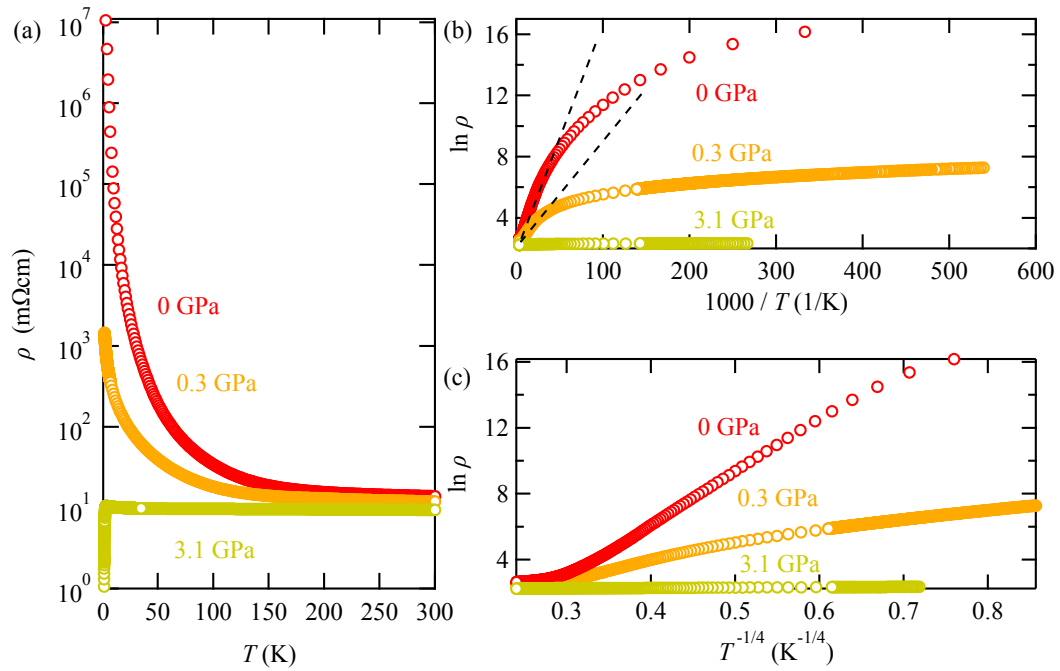 (a)
10^7
10^6
10^5
10^4
10^3
10^2
10^1
10^0
ρ (mΩcm)
0 GPa
0.3 GPa
3.1 GPa
0 50 100 150 200 250 300
T (K)
(b)
16
12
8
4
ln ρ
0 GPa
0.3 GPa
3.1 GPa
0 100 200 300 400 500 600
1000 / T (1/K)
(c)
16
12
8
4
ln ρ
0 GPa
0.3 GPa
3.1 GPa
0.3 0.4 0.5 0.6 0.7 0.8
T^-1/4 (K^-1/4)